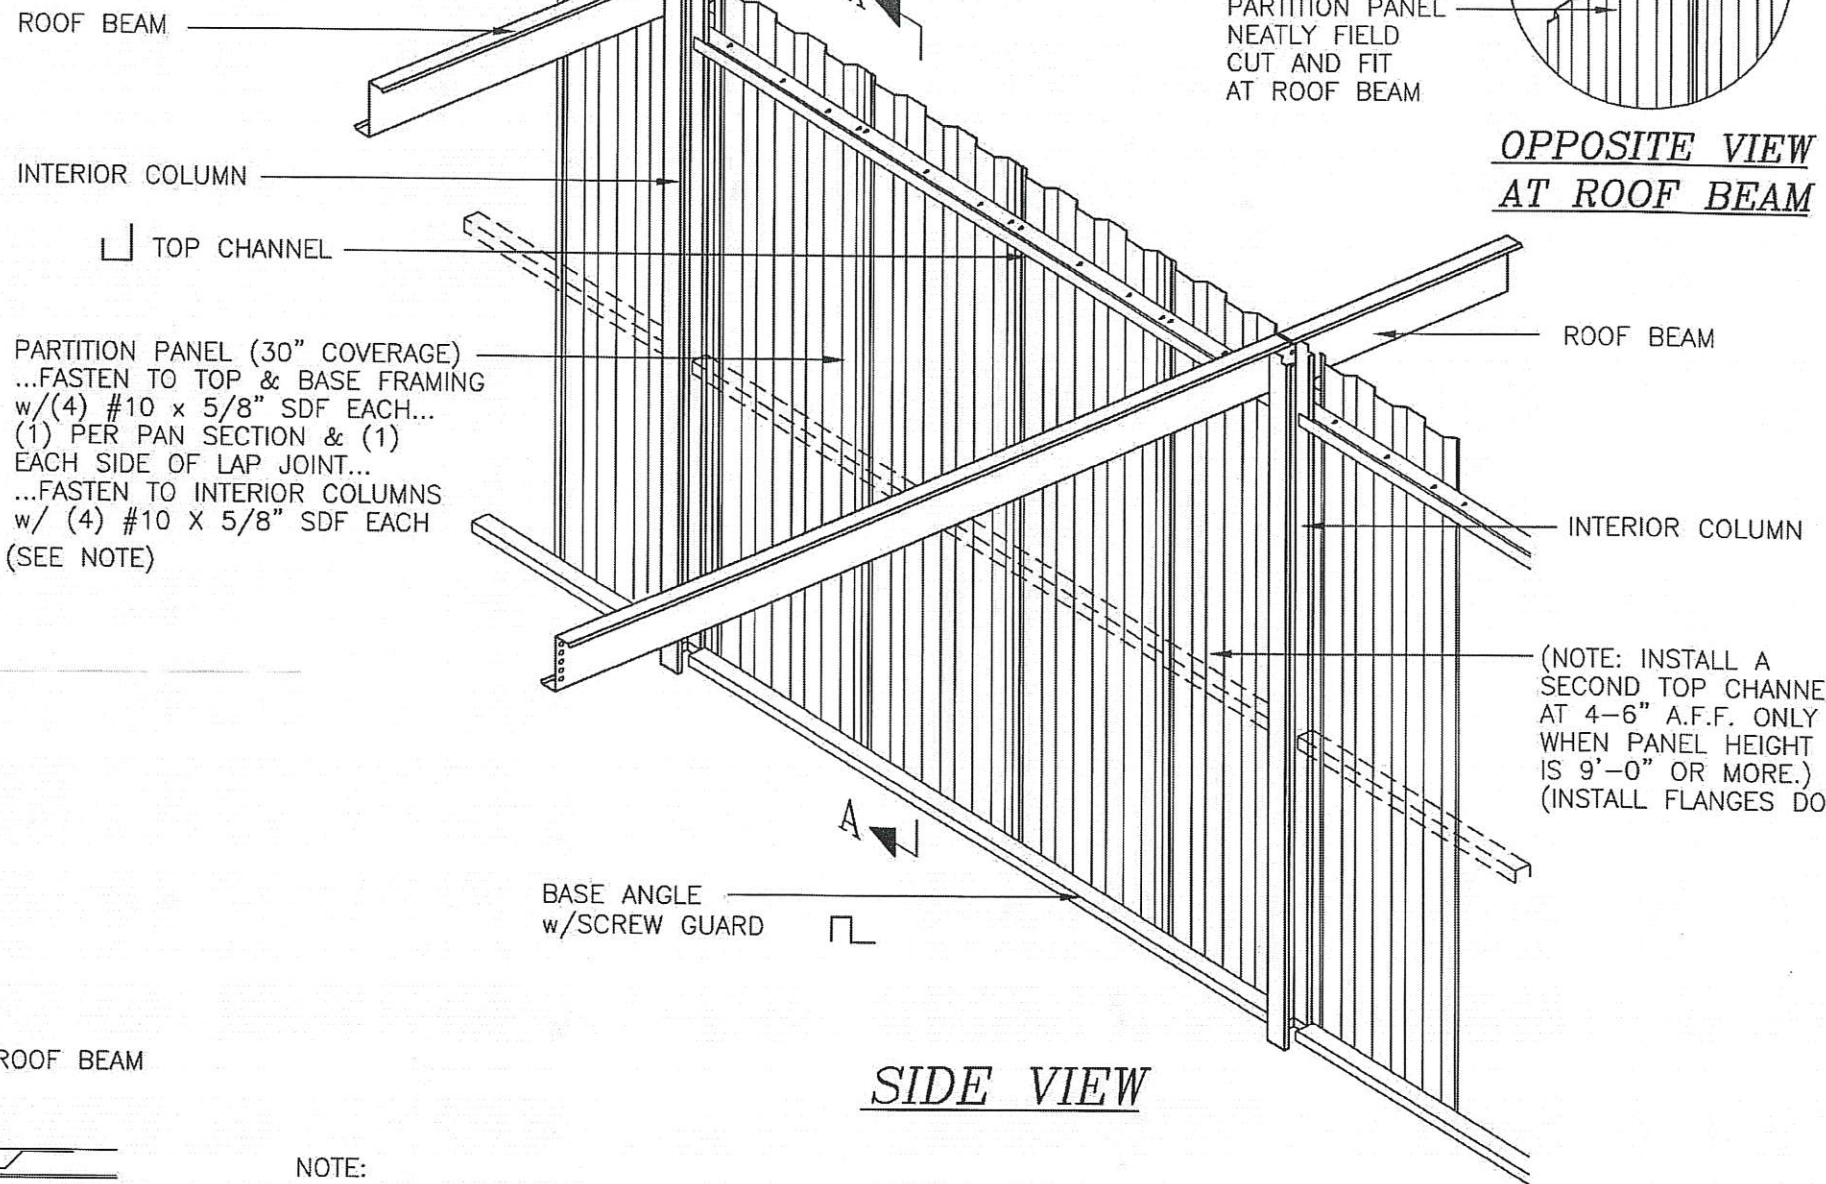 ROOF BEAM
INTERIOR COLUMN
TOP CHANNEL
PARTITION PANEL (30" COVERAGE)
...FASTEN TO TOP & BASE FRAMING
w/(4) #10 x 5/8" SDF EACH...
(1) PER PAN SECTION & (1)
EACH SIDE OF LAP JOINT...
...FASTEN TO INTERIOR COLUMNS
w/ (4) #10 X 5/8" SDF EACH
(SEE NOTE)
PARTITION PANEL
NEATLY FIELD
CUT AND FIT
AT ROOF BEAM
OPPOSITE VIEW
AT ROOF BEAM
ROOF BEAM
INTERIOR COLUMN
(NOTE: INSTALL A
SECOND TOP CHANNE
AT 4-6" A.F.F. ONLY
WHEN PANEL HEIGHT
IS 9'-0" OR MORE.)
(INSTALL FLANGES DO
A
BASE ANGLE
w/SCREW GUARD
SIDE VIEW
ROOF BEAM
NOTE: